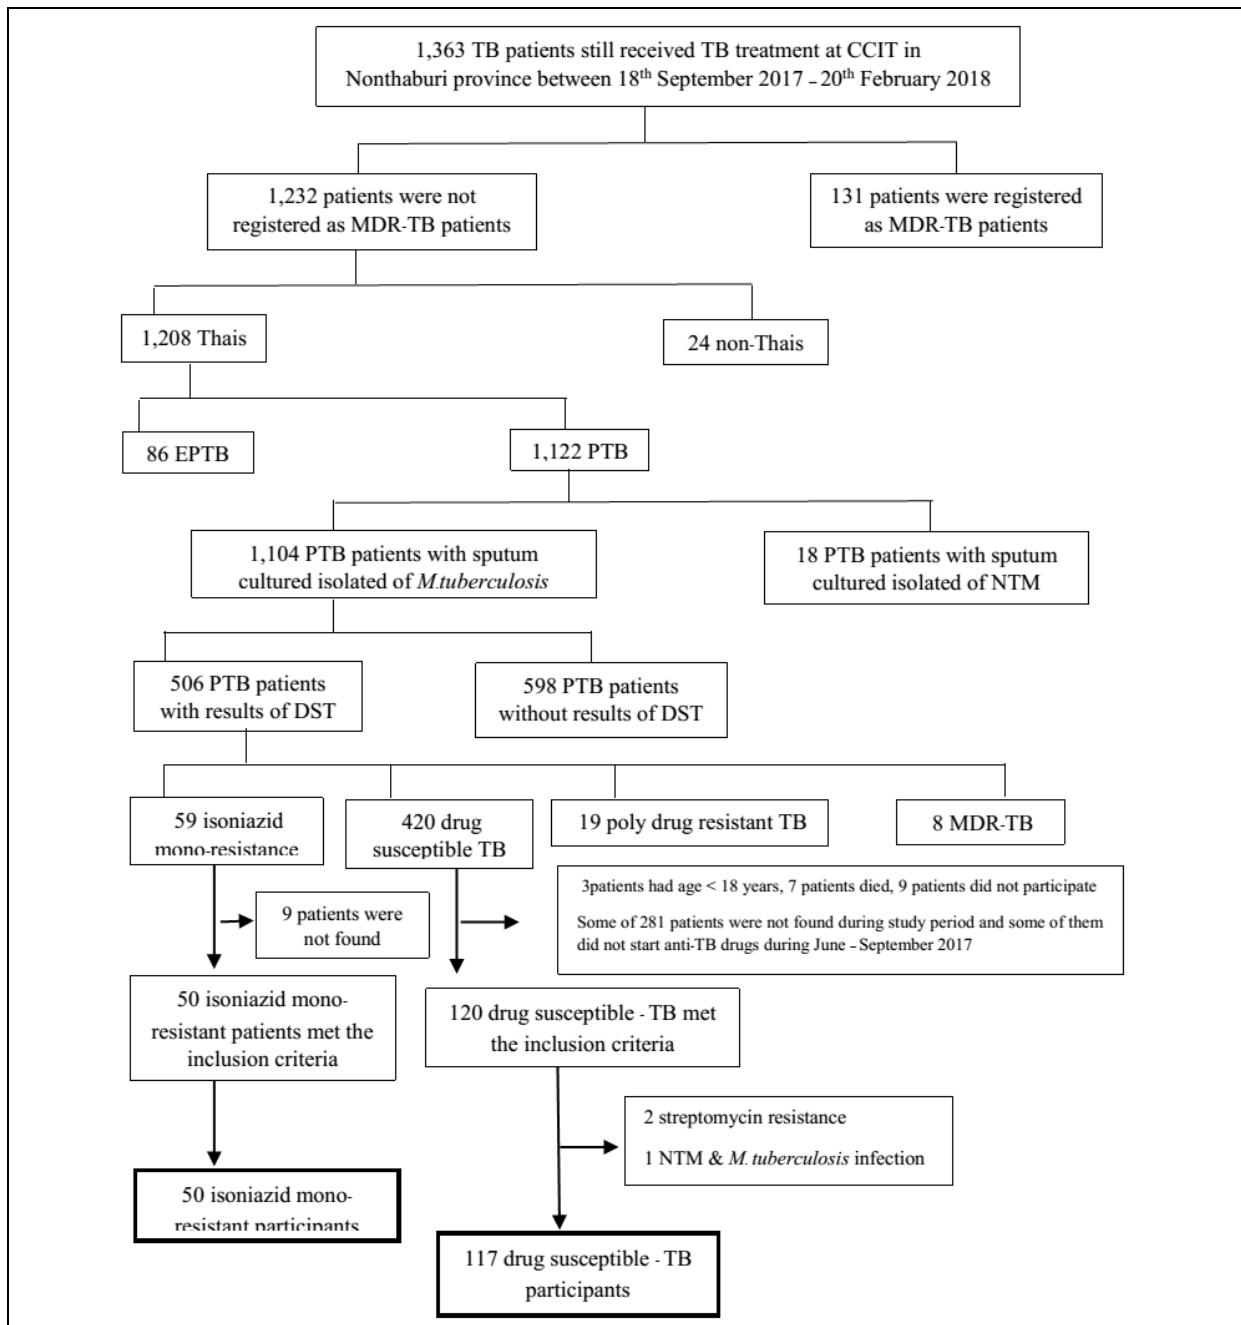 1,363 TB patients still received TB treatment at CCIT in
Nonthaburi province between 18th September 2017 - 20th February 2018
1,232 patients were not
registered as MDR-TB patients
131 patients were registered
as MDR-TB patients
1,208 Thais
24 non-Thais
86 EPTB
1,122 PTB
1,104 PTB patients with sputum
cultured isolated of M.tuberculosis
18 PTB patients with sputum
cultured isolated of NTM
506 PTB patients
with results of DST
598 PTB patients
without results of DST
59 isoniazid
mono-resistance
420 drug
susceptible TB
19 poly drug resistant TB
8 MDR-TB
9 patients were
not found
3patients had age < 18 years, 7 patients died, 9 patients did not participate
Some of 281 patients were not found during study period and some of them
did not start anti-TB drugs during June - September 2017
50 isoniazid mono-
resistant patients met the
inclusion criteria
120 drug susceptible - TB met
the inclusion criteria
2 streptomycin resistance
1 NTM & M. tuberculosis infection
50 isoniazid mono-
resistant participants
117 drug susceptible - TB
participants